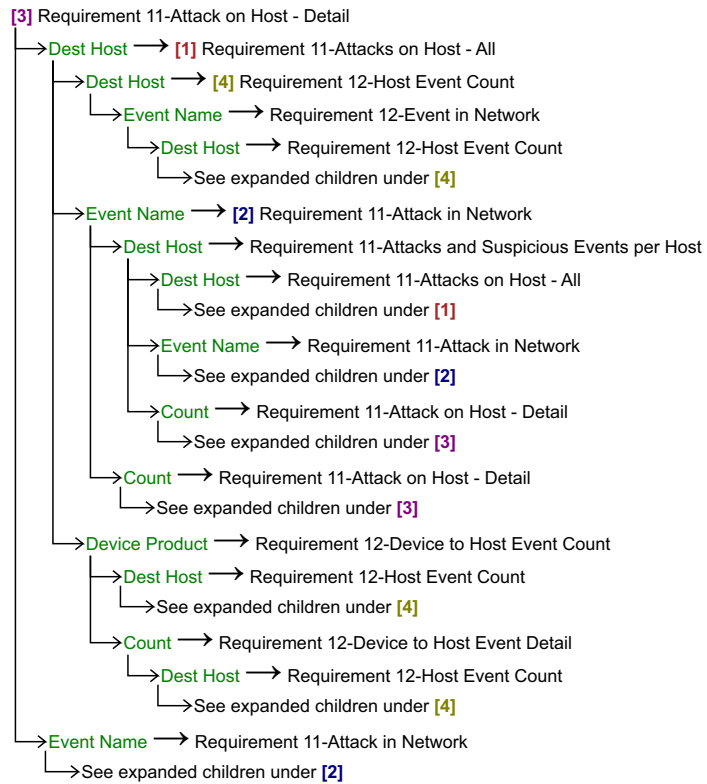 [3] Requirement 11-Attack on Host - Detail
Dest Host → [1] Requirement 11-Attacks on Host - All
Dest Host → [4] Requirement 12-Host Event Count
Event Name → Requirement 12-Event in Network
Dest Host → Requirement 12-Host Event Count
See expanded children under [4]
Event Name → [2] Requirement 11-Attack in Network
Dest Host → Requirement 11-Attacks and Suspicious Events per Host
Dest Host → Requirement 11-Attacks on Host - All
See expanded children under [1]
Event Name → Requirement 11-Attack in Network
See expanded children under [2]
Count → Requirement 11-Attack on Host - Detail
See expanded children under [3]
Count → Requirement 11-Attack on Host - Detail
See expanded children under [3]
Device Product → Requirement 12-Device to Host Event Count
Dest Host → Requirement 12-Host Event Count
See expanded children under [4]
Count → Requirement 12-Device to Host Event Detail
Dest Host → Requirement 12-Host Event Count
See expanded children under [4]
Event Name → Requirement 11-Attack in Network
See expanded children under [2]